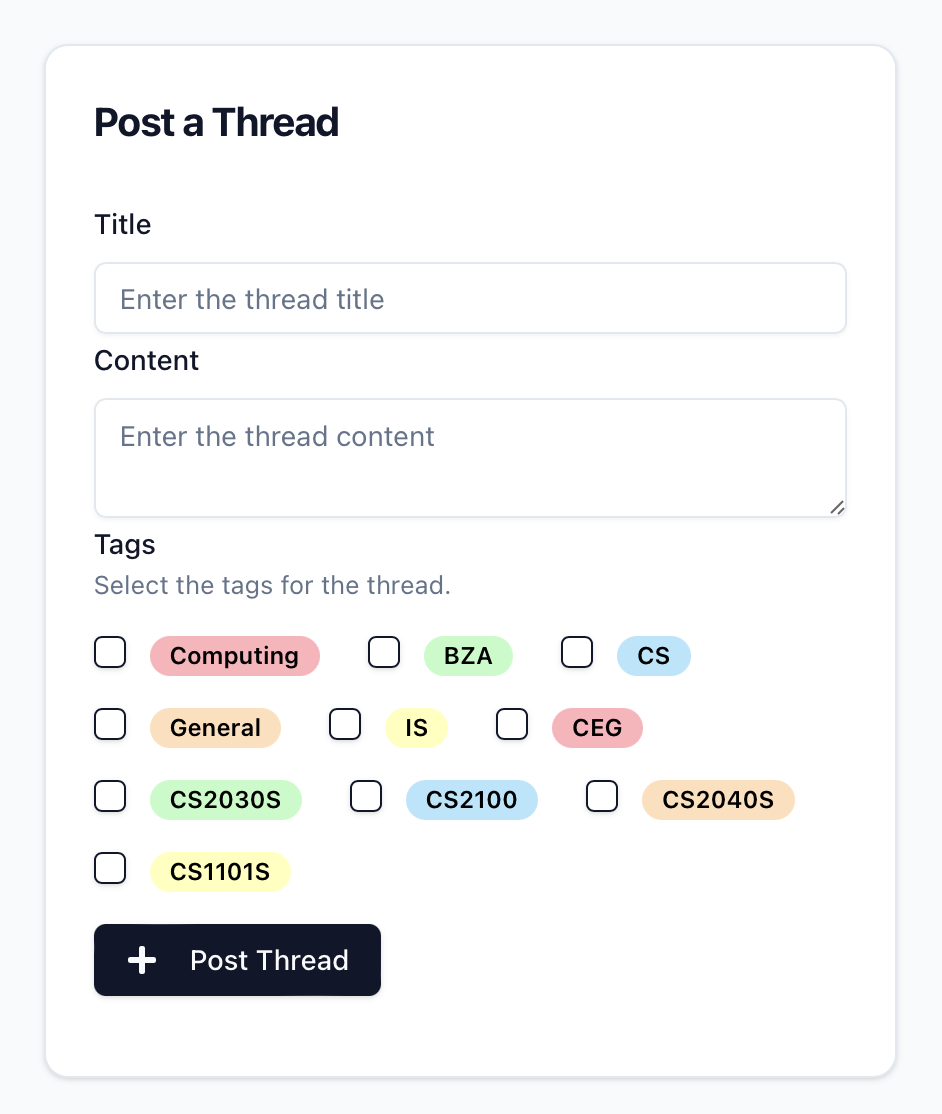 Post a Thread
Title
Enter the thread title
Content
Enter the thread content
Tags
Select the tags for the thread.
Computing BZA CS
General IS CEG
CS2030S CS2100 CS2040S
CS1101S
Post Thread